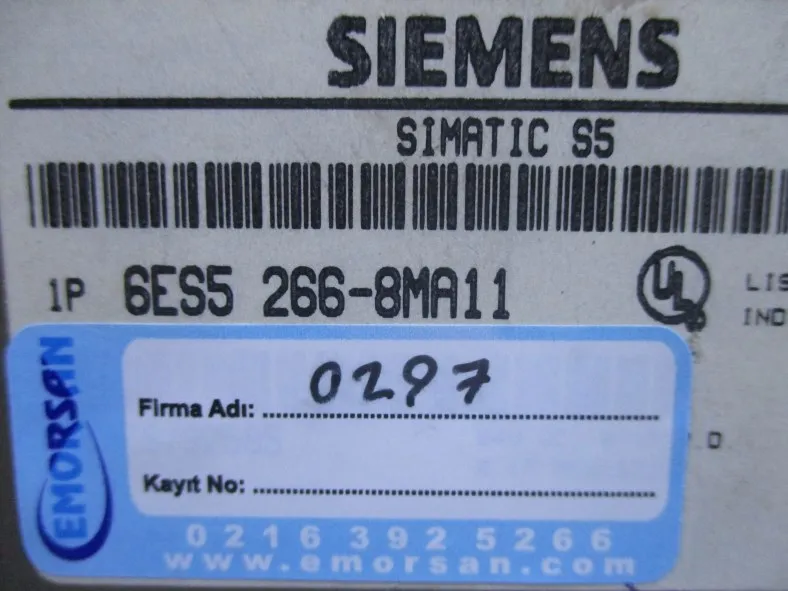 SIEMENS
SIMATIC S5
1P 6ES5 266-8MA11
UL
LIS
IND
EMORSAN
0297
Firma Adı:
Kayıt No:
0216 392 5266
www.emorsan.com